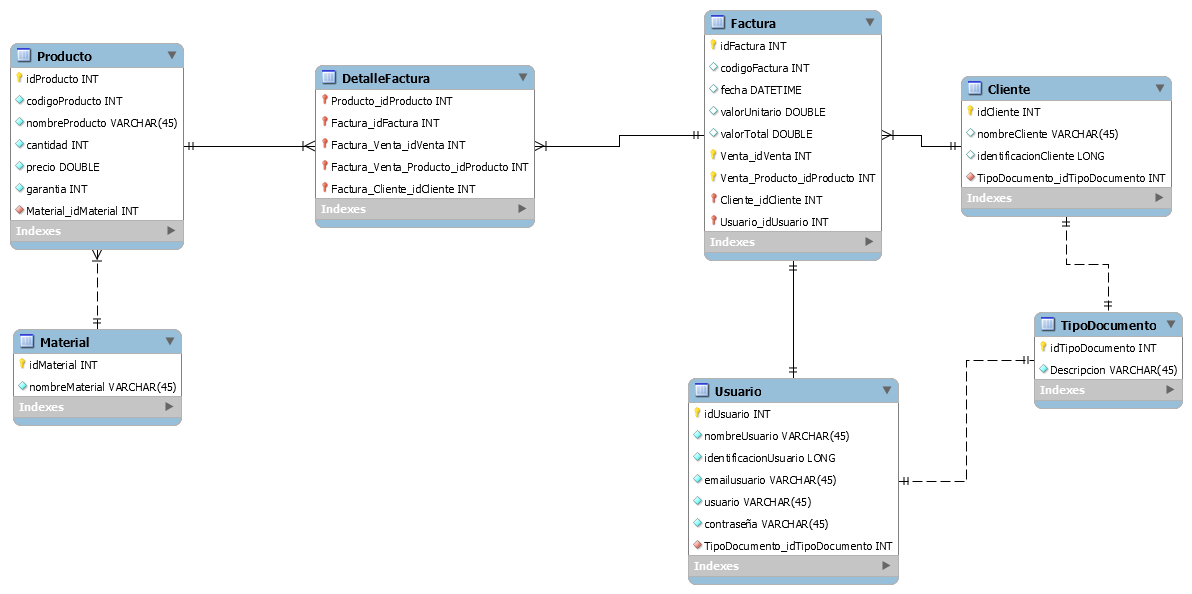 Producto
idProducto INT
codigoProducto INT
nombreProducto VARCHAR(45)
cantidad INT
precio DOUBLE
garantia INT
Material_idMaterial INT
Indexes
Material
idMaterial INT
nombreMaterial VARCHAR(45)
Indexes
DetalleFactura
Producto_idProducto INT
Factura_idFactura INT
Factura_Venta_idVenta INT
Factura_Venta_Producto_idProducto INT
Factura_Cliente_idCliente INT
Indexes
Factura
idFactura INT
codigoFactura INT
fecha DATETIME
valorUnitario DOUBLE
valorTotal DOUBLE
Venta_idVenta INT
Venta_Producto_idProducto INT
Cliente_idCliente INT
Usuario_idUsuario INT
Indexes
Usuario
idUsuario INT
nombreUsuario VARCHAR(45)
identificacionUsuario LONG
emailusuario VARCHAR(45)
usuario VARCHAR(45)
contraseña VARCHAR(45)
TipoDocumento_idTipoDocumento INT
Indexes
Cliente
idCliente INT
nombreCliente VARCHAR(45)
identificacionCliente LONG
TipoDocumento_idTipoDocumento INT
Indexes
TipoDocumento
idTipoDocumento INT
Descripcion VARCHAR(45)
Indexes